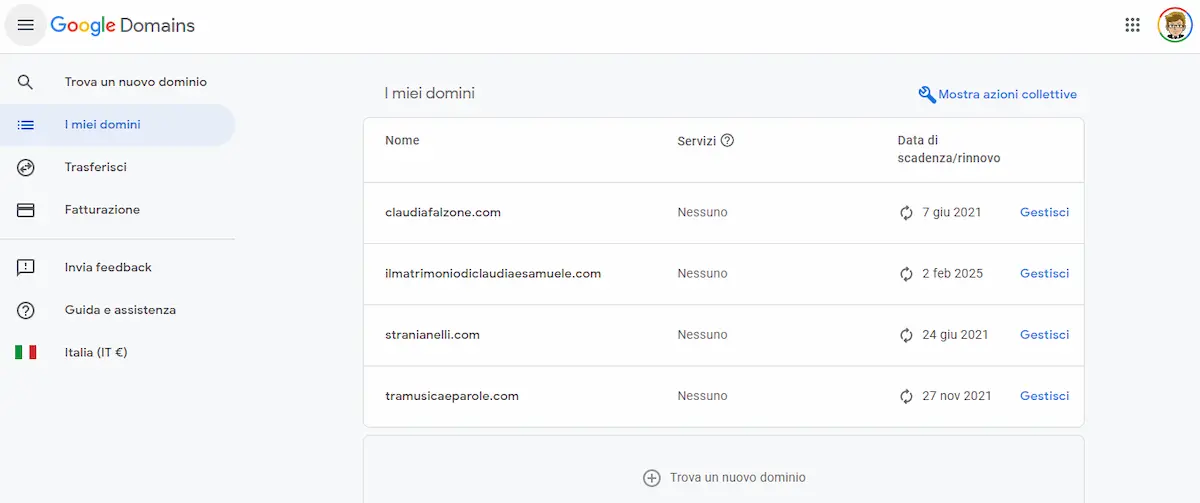 Google Domains
Trova un nuovo dominio
I miei domini
Trasferisci
Fatturazione
Invia feedback
Guida e assistenza
Italia (IT €)
I miei domini
Mostra azioni collettive
Nome Servizi Data di
scadenza/rinnovo
claudiafalzone.com Nessuno 7 giu 2021 Gestisci
ilmatrimoniodiclaudiaesamuele.com Nessuno 2 feb 2025 Gestisci
stranianelli.com Nessuno 24 giu 2021 Gestisci
tramusicaeparole.com Nessuno 27 nov 2021 Gestisci
Trova un nuovo dominio